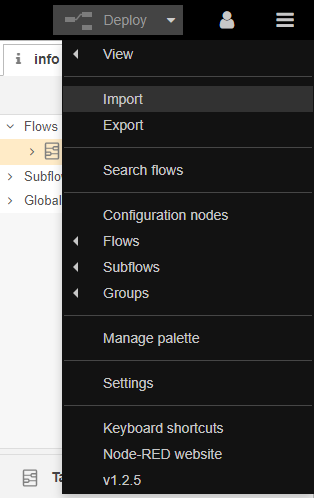 Deploy
info
View
Import
Flows
Export
Subflo
Search flows
Global
Configuration nodes
Flows
Subflows
Groups
Manage palette
Settings
Keyboard shortcuts
Node-RED website
Ta
v1.2.5